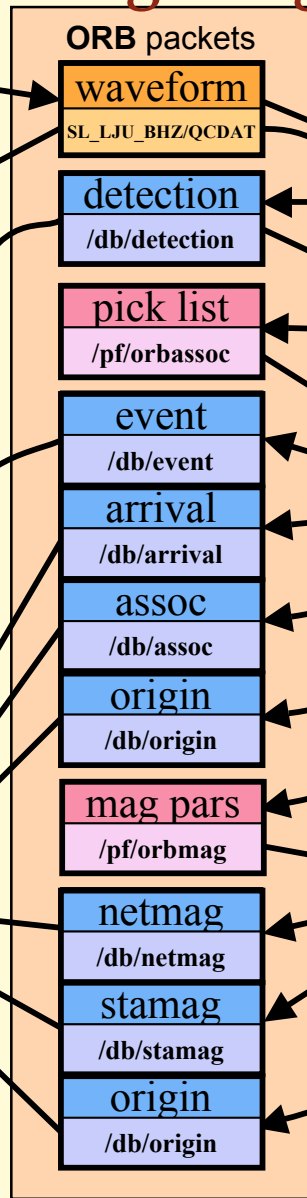 ORB packets
waveform
SL_LJU_BHZ/QCDAT
detection
/db/detection
pick list
/pf/orbassoc
event
/db/event
arrival
/db/arrival
assoc
/db/assoc
origin
/db/origin
mag pars
/pf/orbmag
netmag
/db/netmag
stamag
/db/stamag
origin
/db/origin